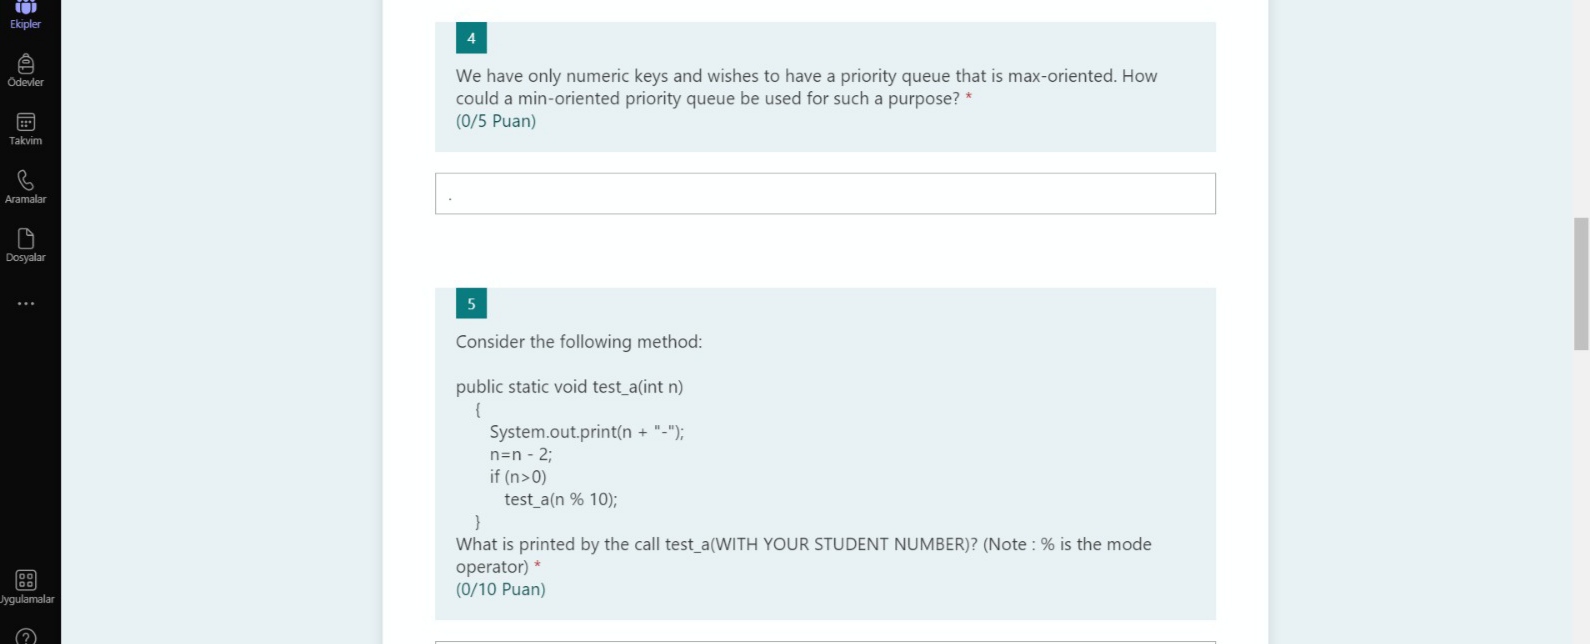 Ekipler
Ödevler
Takvim
Aramalar
Dosyalar
...
Uygulamalar
?
4
We have only numeric keys and wishes to have a priority queue that is max-oriented. How
could a min-oriented priority queue be used for such a purpose? *
(0/5 Puan)
.
5
Consider the following method:
public static void test_a(int n)
{
System.out.print(n + "-");
n=n - 2;
if (n>0)
test_a(n % 10);
}
What is printed by the call test_a(WITH YOUR STUDENT NUMBER)? (Note : % is the mode
operator) *
(0/10 Puan)